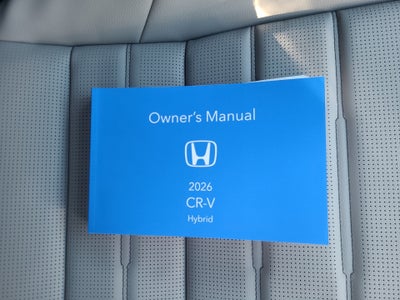 Owner's Manual
2026
CR-V
Hybrid